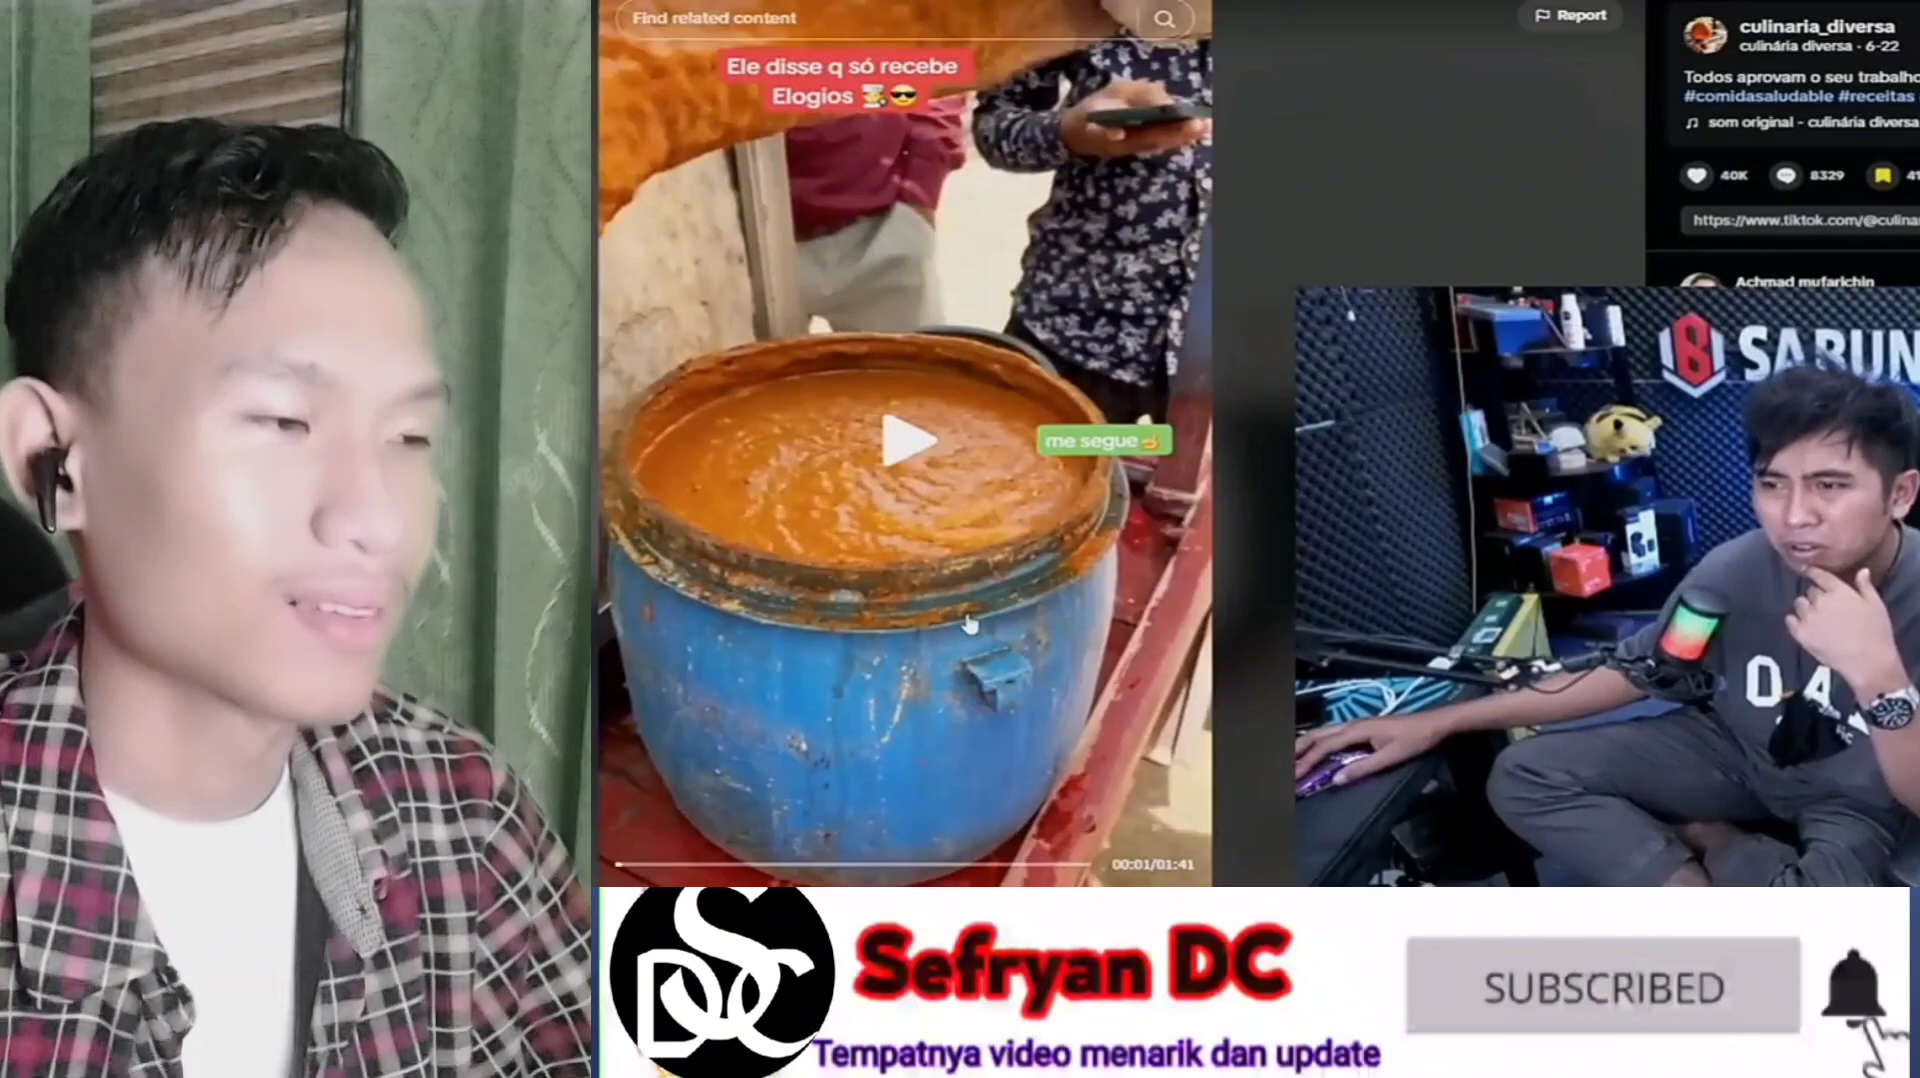 Find related content
Ele disse q só recebe
Elogios
me segue
00:01/01:41
Report
culinaria_diversa
culinária diversa · 6-22
Todos aprovam o seu trabalho
#comidasaludable #receitas
som original - culinária diversa
40K
8329
https://www.tiktok.com/@culina
Achmad mufarichin
SABUN
DSC
Sefryan DC
Tempatnya video menarik dan update
SUBSCRIBED